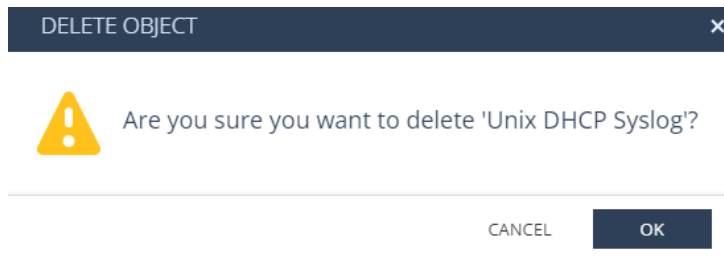 DELETE OBJECT
Are you sure you want to delete 'Unix DHCP Syslog'?
CANCEL OK